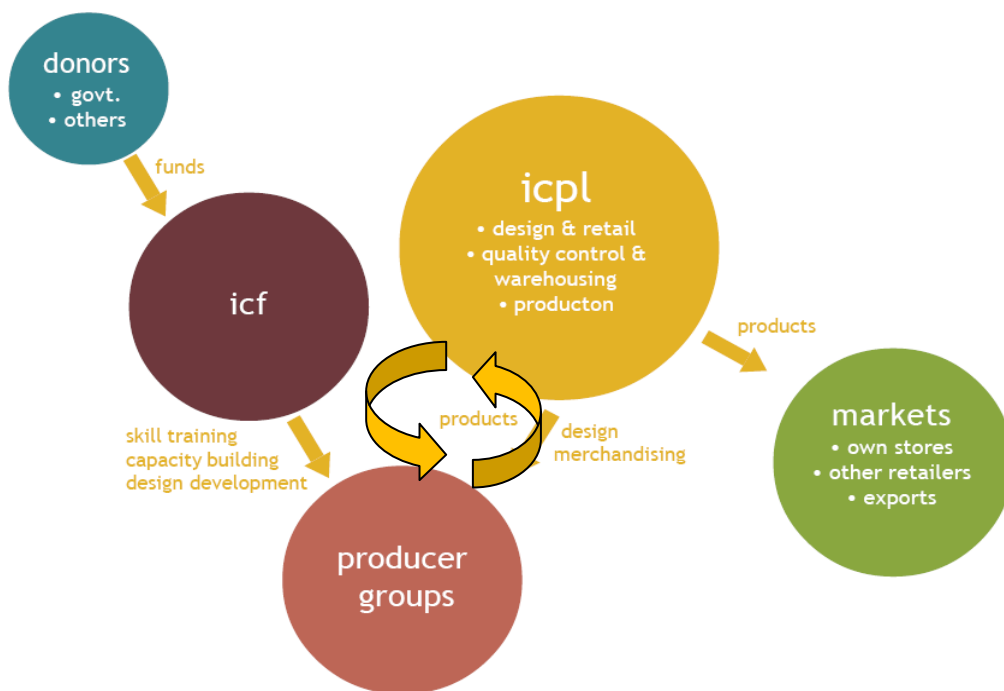 donors
• govt.
• others
funds
icf
icpl
• design & retail
• quality control &
warehousing
• producton
products
markets
• own stores
• other retailers
• exports
skill training
capacity building
design development
products
design
merchandising
producer
groups